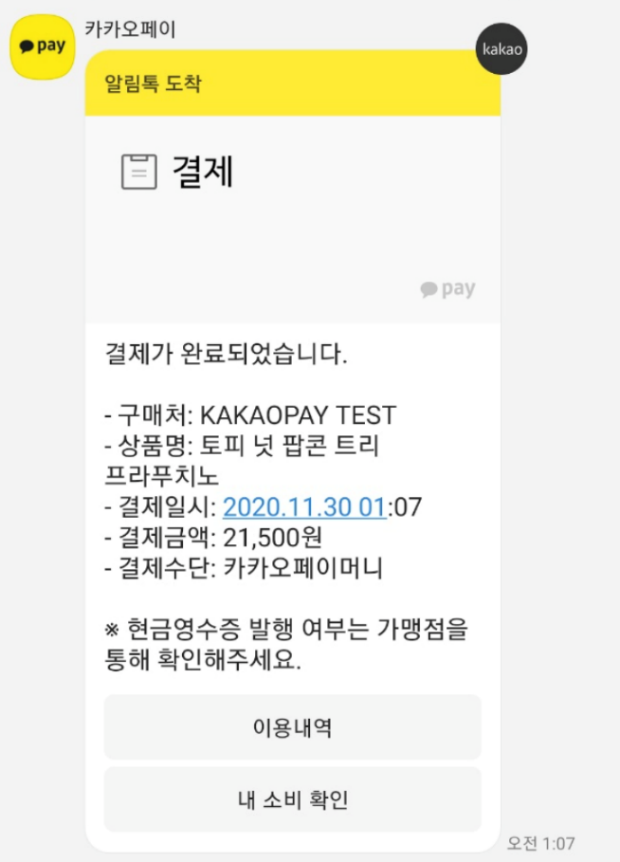 pay
카카오페이
kakao
알림톡 도착
결제
pay
결제가 완료되었습니다.
- 구매처: KAKAOPAY TEST
- 상품명: 토피 넛 팝콘 트리
프라푸치노
- 결제일시: 2020.11.30 01:07
- 결제금액: 21,500원
- 결제수단: 카카오페이머니
※ 현금영수증 발행 여부는 가맹점을
통해 확인해주세요.
이용내역
내 소비 확인
오전 1:07